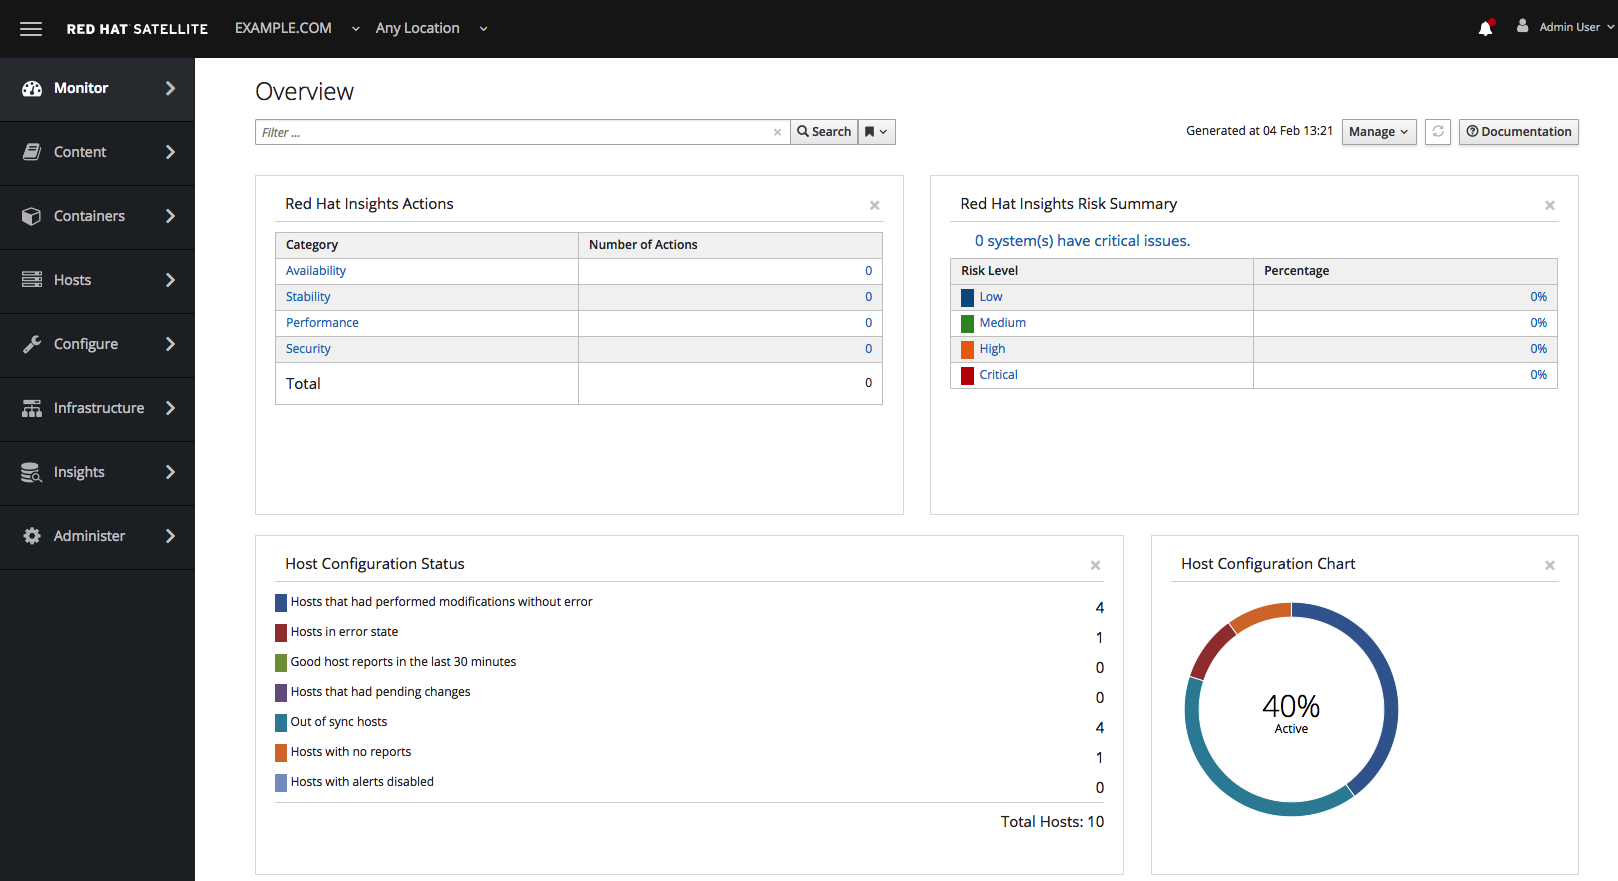 RED HAT SATELLITE EXAMPLE.COM Any Location Admin User
Monitor
Content
Containers
Hosts
Configure
Infrastructure
Insights
Administer
Overview
Filter ... Search Generated at 04 Feb 13:21 Manage Documentation
Red Hat Insights Actions
Category Number of Actions
Availability 0
Stability 0
Performance 0
Security 0
Total 0
Red Hat Insights Risk Summary
0 system(s) have critical issues.
Risk Level Percentage
Low 0%
Medium 0%
High 0%
Critical 0%
Host Configuration Status
Hosts that had performed modifications without error 4
Hosts in error state 1
Good host reports in the last 30 minutes 0
Hosts that had pending changes 0
Out of sync hosts 4
Hosts with no reports 1
Hosts with alerts disabled 0
Total Hosts: 10
Host Configuration Chart
40%
Active